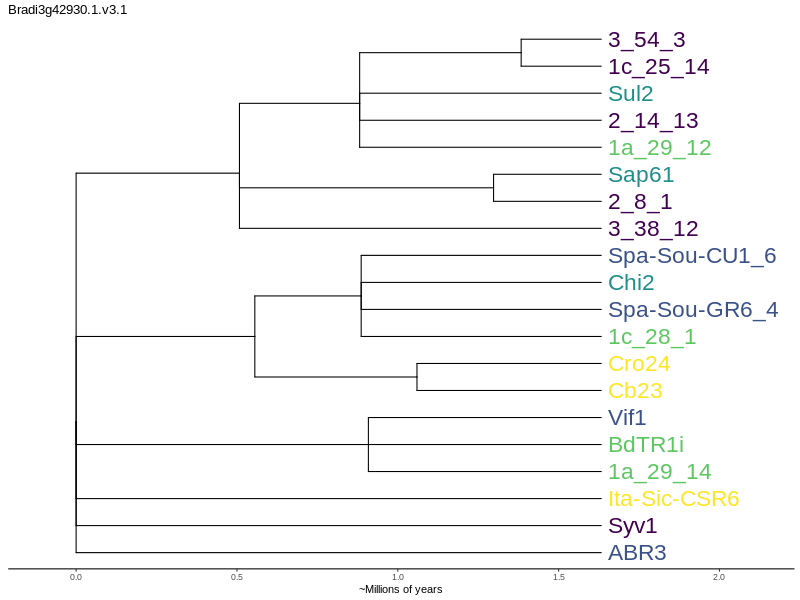 Bradi3g42930.1.v3.1
3_54_3
1c_25_14
Sul2
2_14_13
1a_29_12
Sap61
2_8_1
3_38_12
Spa-Sou-CU1_6
Chi2
Spa-Sou-GR6_4
1c_28_1
Cro24
Cb23
Vif1
BdTR1i
1a_29_14
Ita-Sic-CSR6
Syv1
ABR3
0.0 0.5 1.0 1.5 2.0
~Millions of years